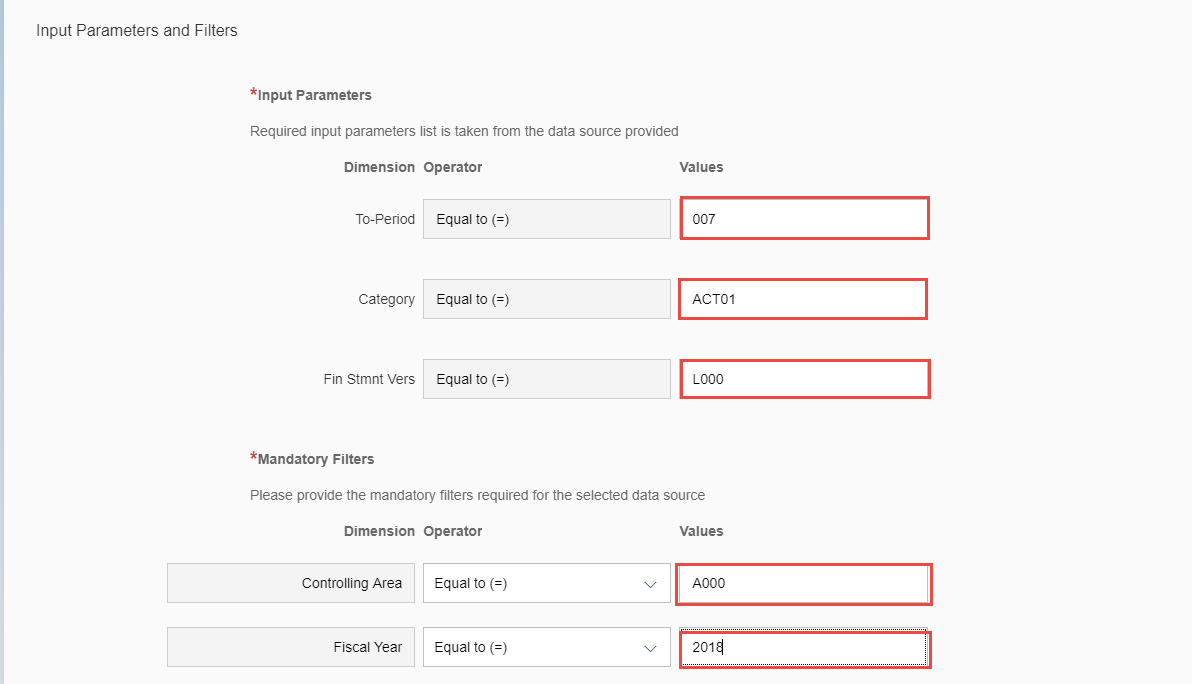 Input Parameters and Filters
*Input Parameters
Required input parameters list is taken from the data source provided
Dimension Operator Values
To-Period Equal to (=) 007
Category Equal to (=) ACT01
Fin Stmnt Vers Equal to (=) L000
*Mandatory Filters
Please provide the mandatory filters required for the selected data source
Dimension Operator Values
Controlling Area Equal to (=) A000
Fiscal Year Equal to (=) 2018